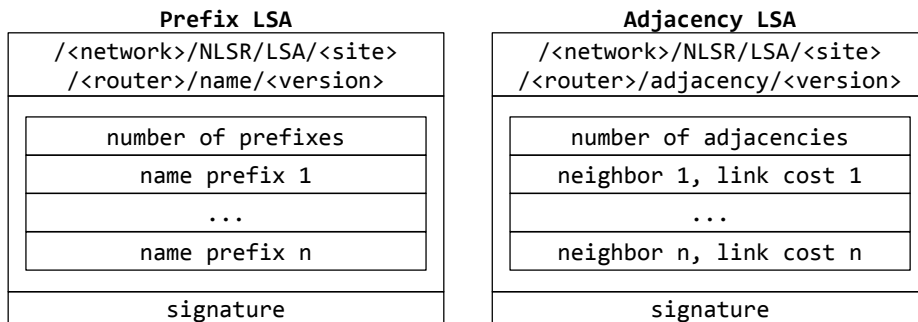 Prefix LSA
/<network>/NLSR/LSA/<site>
/<router>/name/<version>
number of prefixes
name prefix 1
...
name prefix n
signature
Adjacency LSA
/<network>/NLSR/LSA/<site>
/<router>/adjacency/<version>
number of adjacencies
neighbor 1, link cost 1
...
neighbor n, link cost n
signature